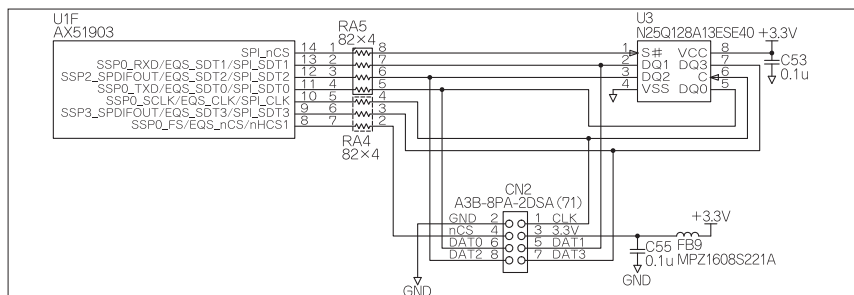 U1F
AX51903
SPI_nCS 14 1 8
SSP0_RXD/EQS_SDT1/SPI_SDT1 13 2 7
SSP2_SPDIFOUT/EQS_SDT2/SPI_SDT2 12 3 6
SSP0_TXD/EQS_SDT0/SPI_SDT0 11 4 5
SSP0_SCLK/EQS_CLK/SPI_CLK 10 5 4
SSP3_SPDIFOUT/EQS_SDT3/SPI_SDT3 9 6 3
SSP0_FS/EQS_nCS/nHCS1 8 7 2
RA5
82×4
RA4
82×4
U3
N25Q128A13ESE40 +3.3V
1 S# VCC 8
2 DQ1 DQ3 7
3 DQ2 C 6
4 VSS DQ0 5
C53
0.1u
CN2
A3B-8PA-2DSA(71)
GND 2 1 CLK
nCS 4 3 3.3V
DAT0 6 5 DAT1
DAT2 8 7 DAT3
GND
+3.3V
C55
0.1u
GND
FB9
MPZ1608S221A